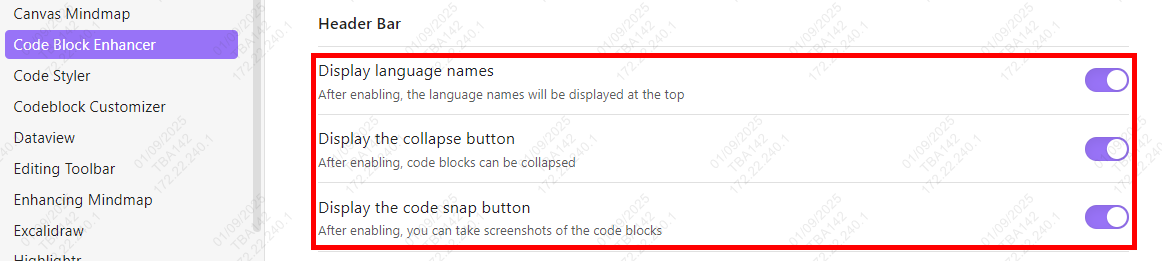 Canvas Mindmap
Code Block Enhancer
Code Styler
Codeblock Customizer
Dataview
Editing Toolbar
Enhancing Mindmap
Excalidraw
Header Bar
Display language names
After enabling, the language names will be displayed at the top
Display the collapse button
After enabling, code blocks can be collapsed
Display the code snap button
After enabling, you can take screenshots of the code blocks
01/09/2025
TBA142
172.22.240.1